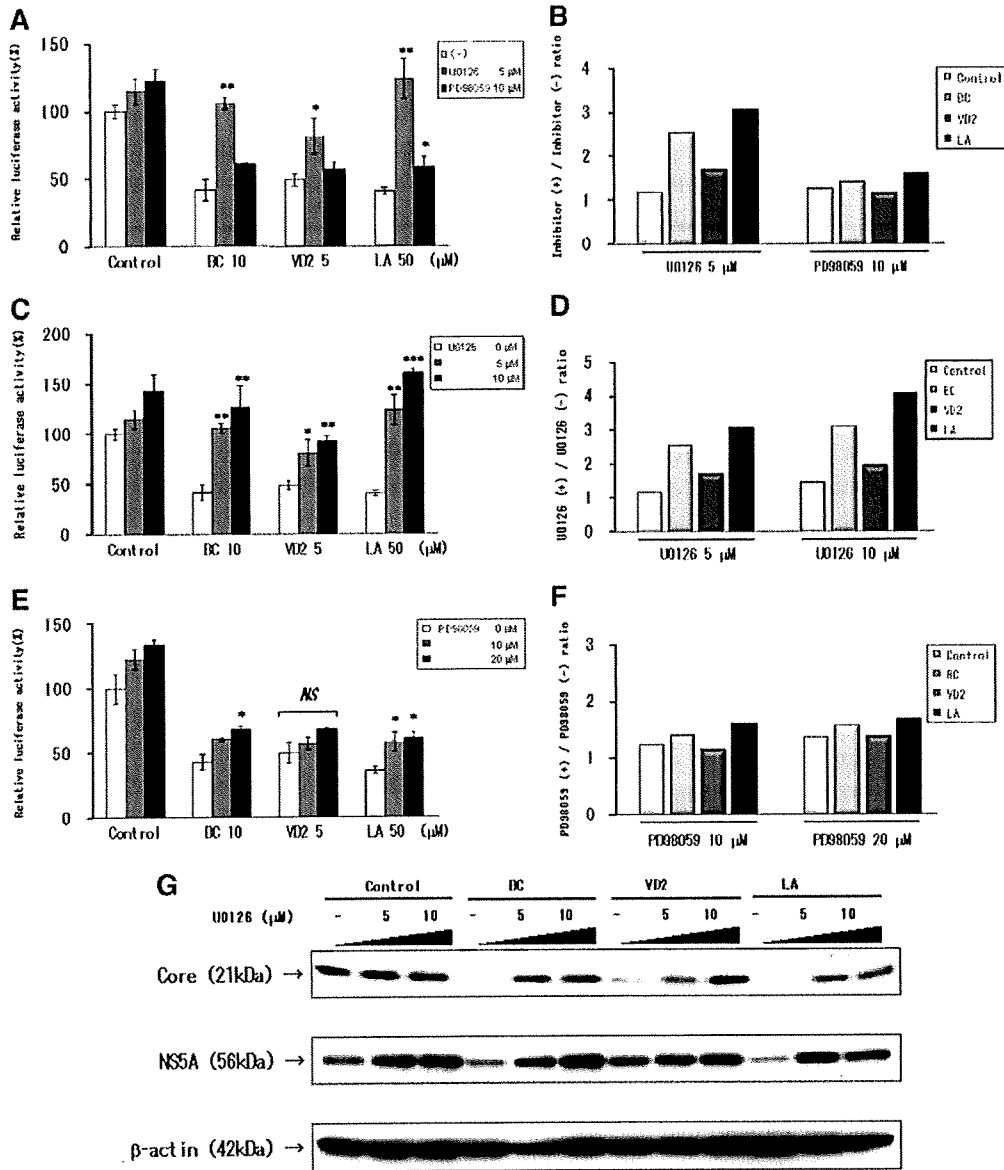 A
Relative luciferase activity(%)
150
100
50
0
Control
BC 10
VD2 5
LA 50
(μM)
**
*
**
*
(-)
U0126 5 μM
PD98059 10 μM
B
Inhibitor (+) / Inhibitor (-) ratio
4
3
2
1
0
U0126 5 μM
PD98059 10 μM
Control
BC
VD2
LA
C
Relative luciferase activity(%)
200
150
100
50
0
Control
BC 10
VD2 5
LA 50
(μM)
**
**
*
**
**
***
U0126 0 μM
5 μM
10 μM
D
U0126 (+) / U0126 (-) ratio
5
4
3
2
1
0
U0126 5 μM
U0126 10 μM
Control
BC
VD2
LA
E
Relative luciferase activity(%)
150
100
50
0
Control
BC 10
VD2 5
LA 50
(μM)
*
NS
*
*
PD98059 0 μM
10 μM
20 μM
F
PD98059 (+) / PD98059 (-) ratio
3
2
1
0
PD98059 10 μM
PD98059 20 μM
Control
BC
VD2
LA
G
Control BC VD2 LA
U0126 (μM) - 5 10 - 5 10 - 5 10 - 5 10
Core (21kDa) →
NS5A (56kDa) →
β-actin (42kDa) →